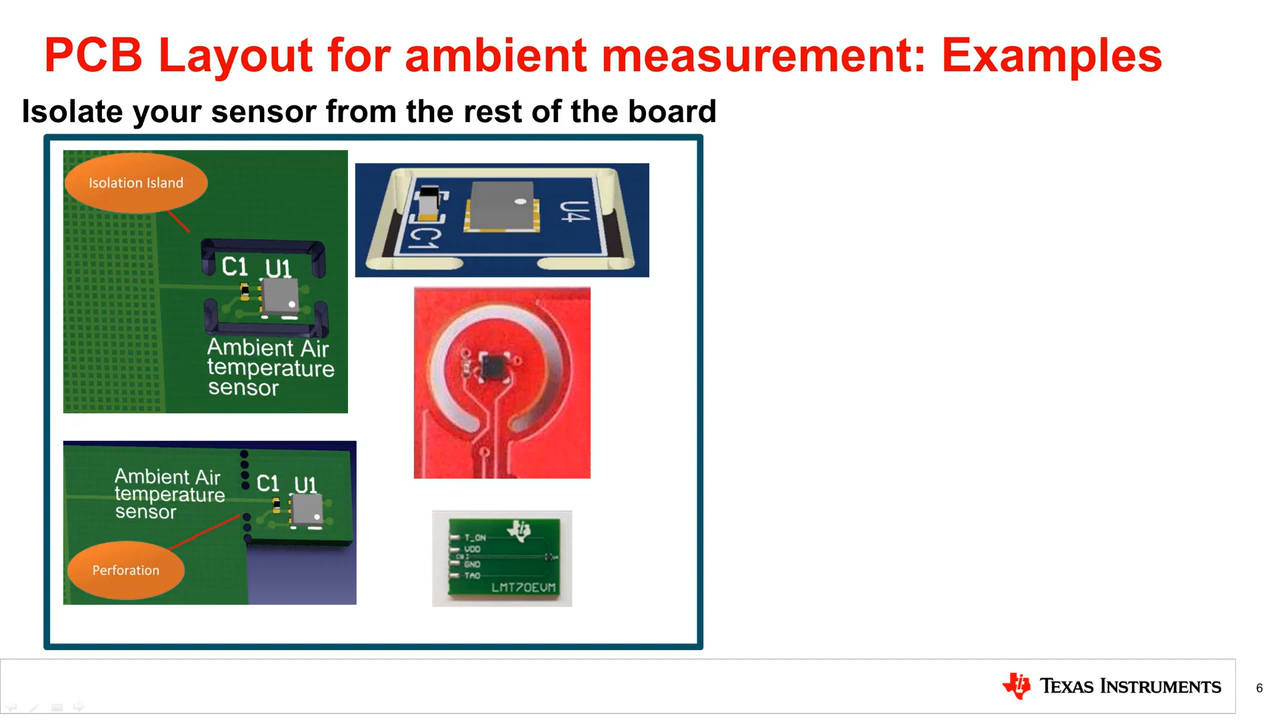 PCB Layout for ambient measurement: Examples
Isolate your sensor from the rest of the board
Isolation Island
C1 U1
Ambient Air
temperature
sensor
C1
U4
Ambient Air
temperature
sensor
C1 U1
Perforation
T_ON
VDD
GND
TAO
LMT70EVM
TEXAS INSTRUMENTS
6